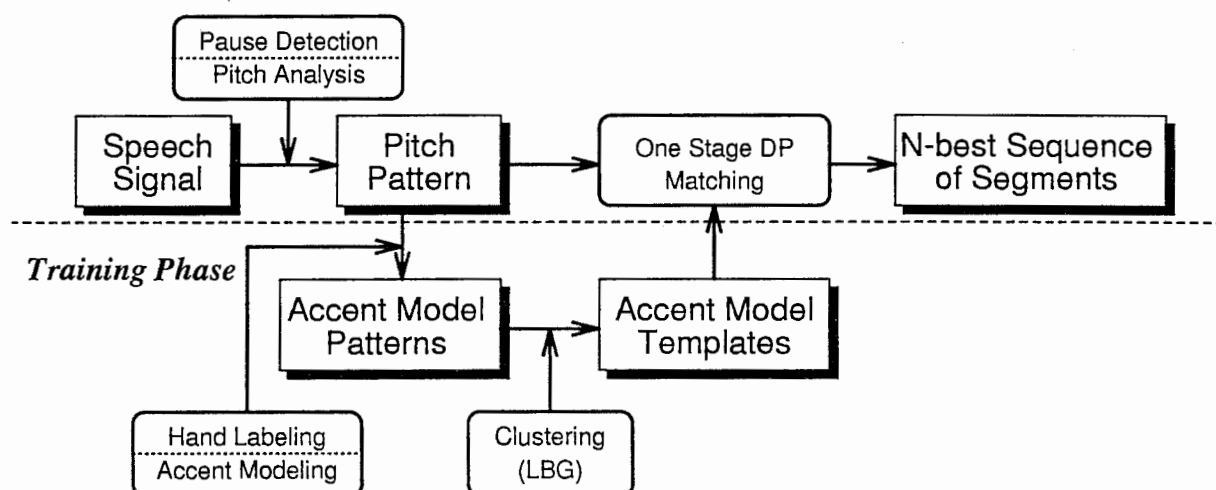 Pause Detection
Pitch Analysis
Speech
Signal
Pitch
Pattern
One Stage DP
Matching
N-best Sequence
of Segments
Training Phase
Accent Model
Patterns
Accent Model
Templates
Hand Labeling
Accent Modeling
Clustering
(LBG)